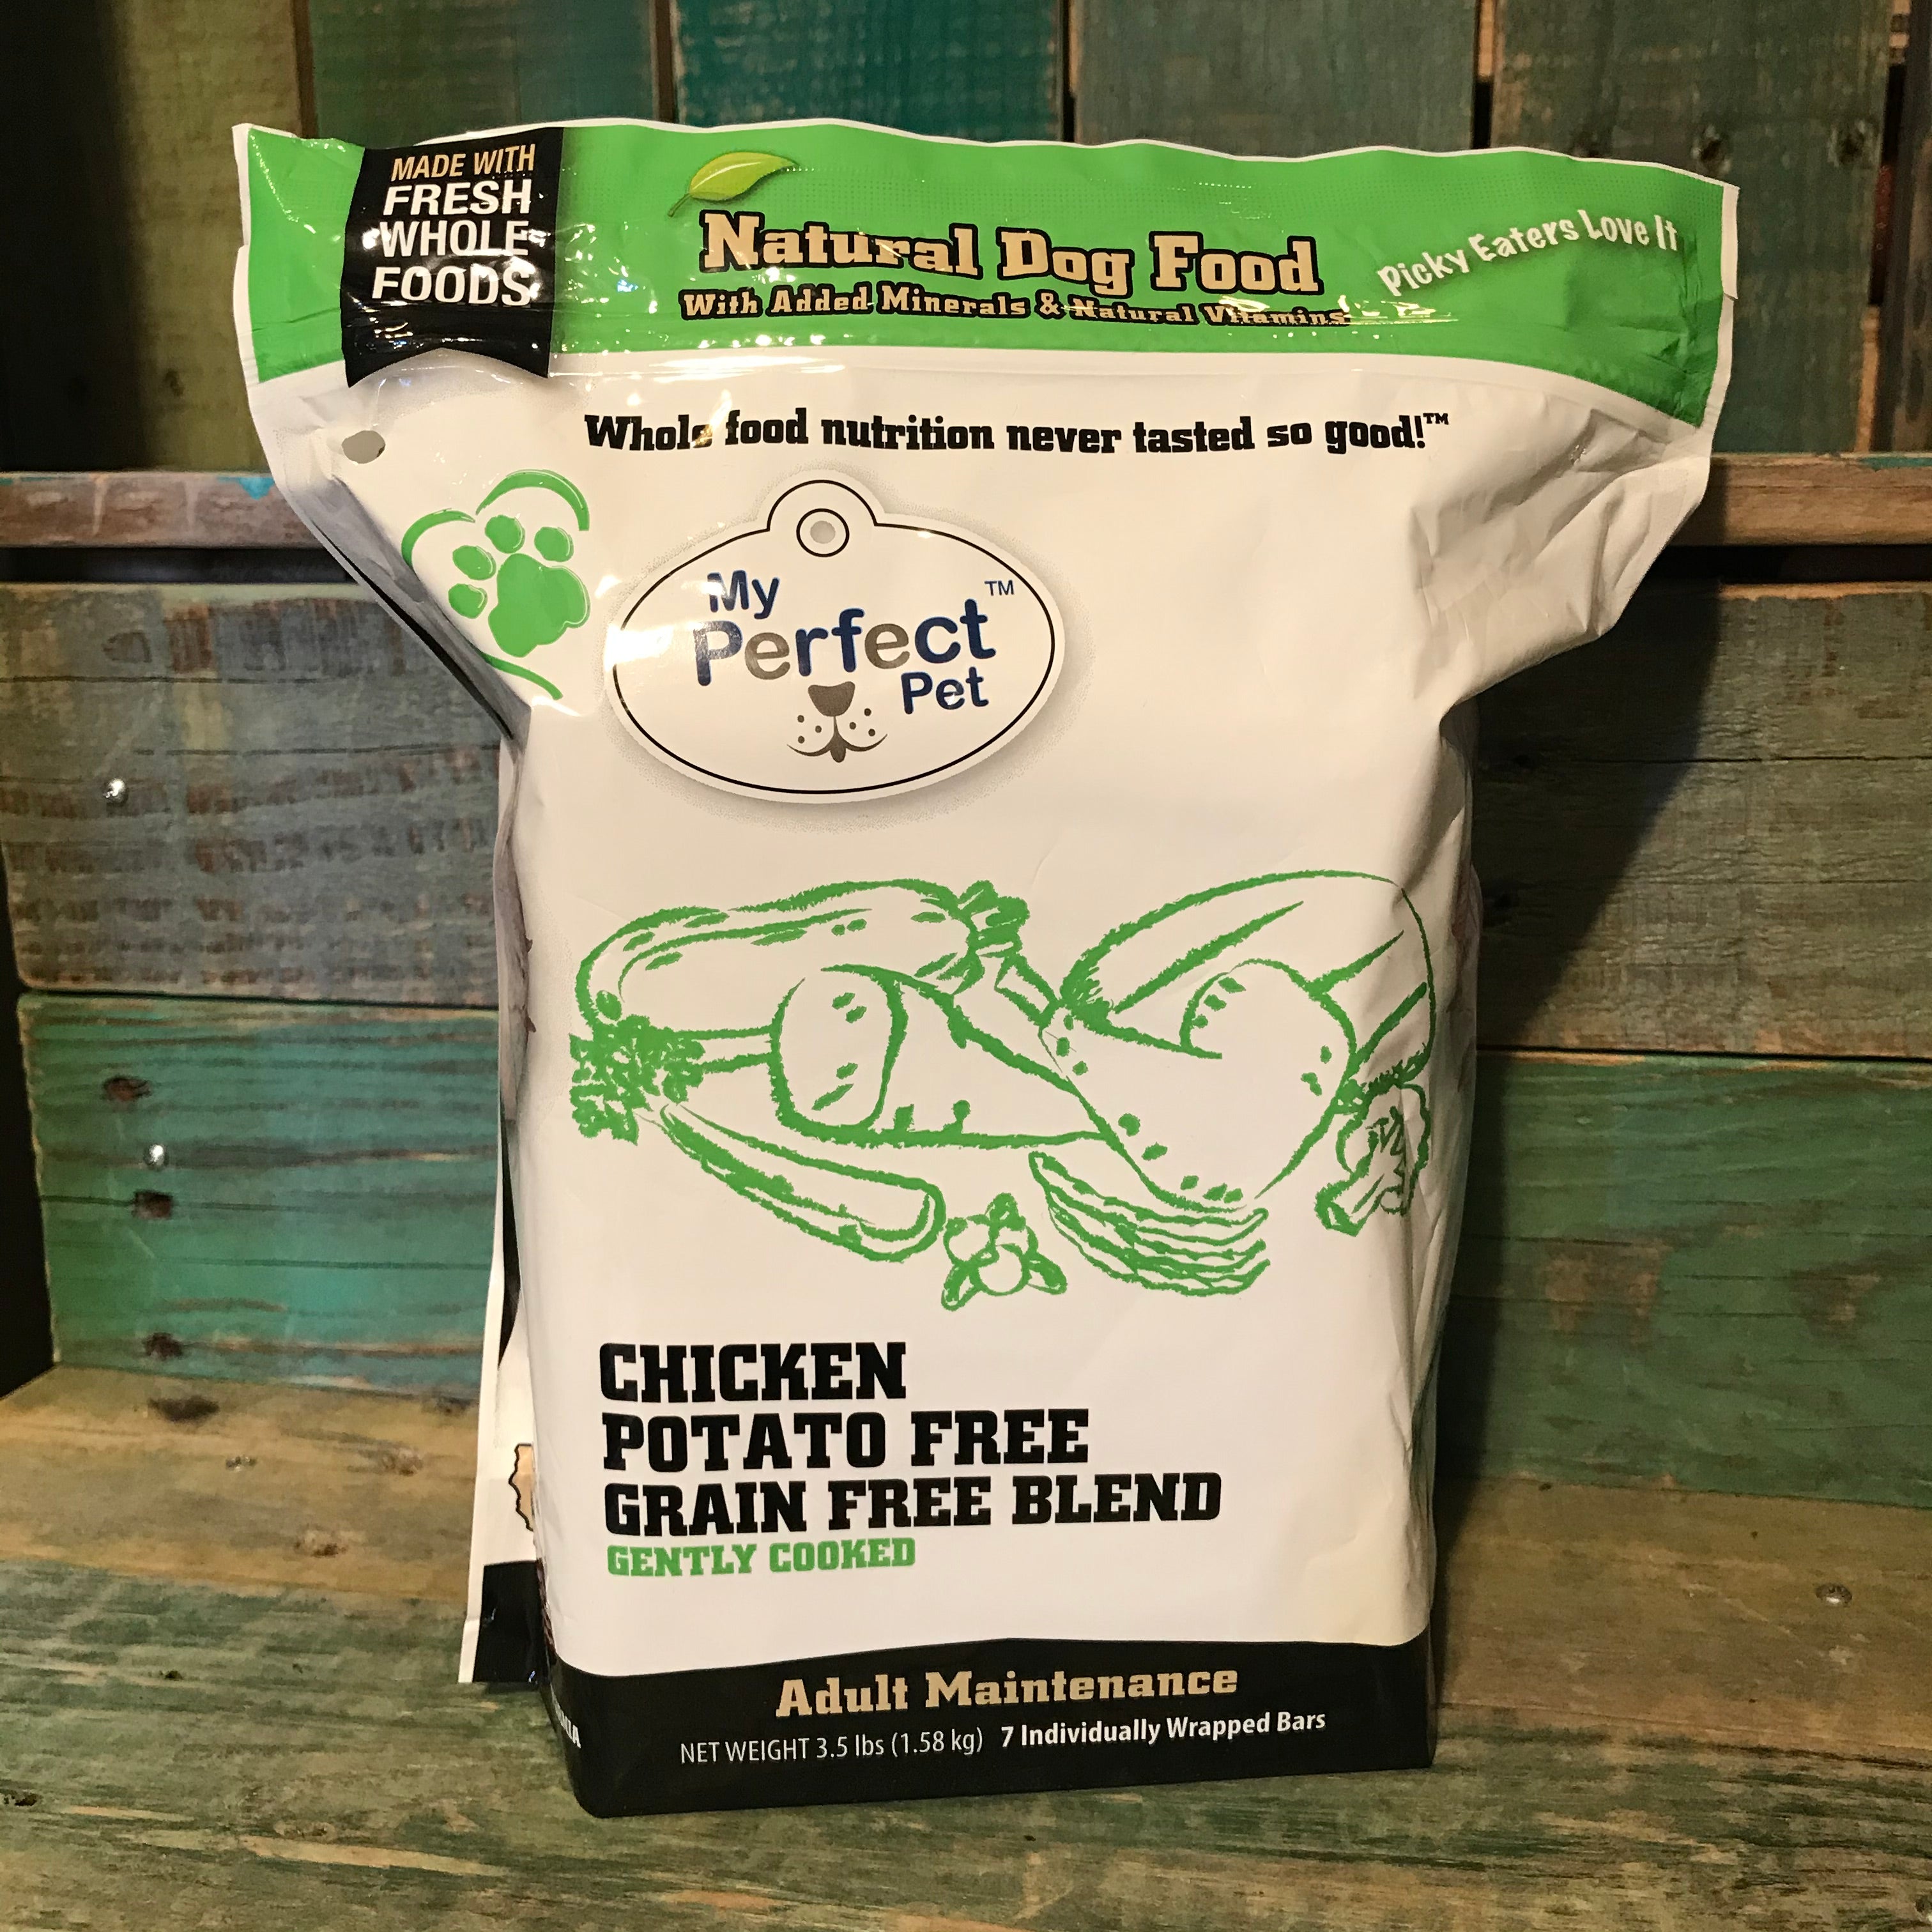 MADE WITH
FRESH
WHOLE
FOODS
Natural Dog Food
With Added Minerals & Natural Vitamins
Picky Eaters Love It
Whole food nutrition never tasted so good!™
My
Perfect™
Pet
CHICKEN
POTATO FREE
GRAIN FREE BLEND
GENTLY COOKED
Adult Maintenance
NET WEIGHT 3.5 lbs (1.58 kg) 7 Individually Wrapped Bars